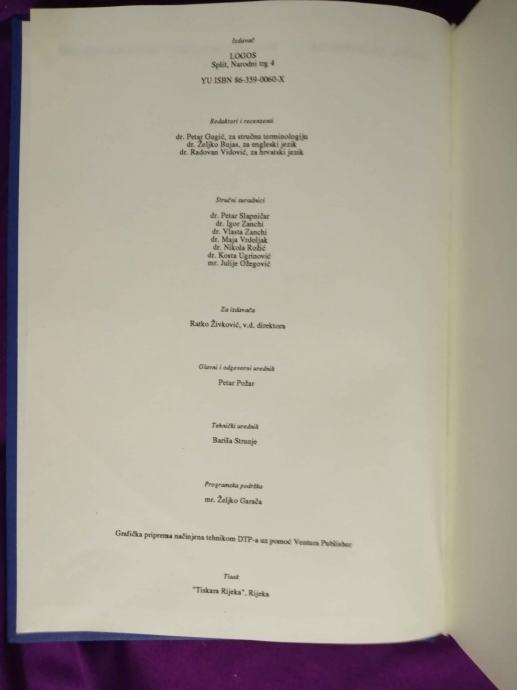 Izdavač
LOGOS
Split, Narodni trg 4
YU ISBN 86-359-0060-X
Redaktori i recenzenti
dr. Petar Gugić, za stručnu terminologiju
dr. Željko Bujas, za engleski jezik
dr. Radovan Vidović, za hrvatski jezik
Stručni suradnici
dr. Petar Slapničar
dr. Igor Zanchi
dr. Vlasta Zanchi
dr. Maja Vrdoljak
dr. Nikola Rožić
dr. Kosta Ugrinović
mr. Julije Ožegović
Za izdavača
Ratko Živković, v.d. direktora
Glavni i odgovorni urednik
Petar Požar
Tehnički urednik
Bariša Strunje
Programska podrška
mr. Željko Garača
Grafička priprema načinjena tehnikom DTP-a uz pomoć Ventura Publisher
Tisak
"Tiskara Rijeka", Rijeka